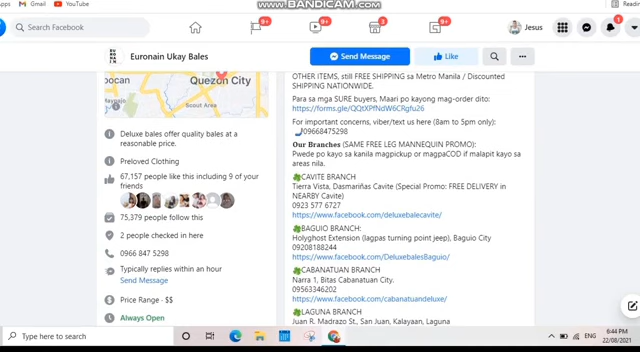 Apps
Gmail
YouTube
WWW.BANDICAM.COM
Readin
Search Facebook
9+
9+
3
9+
Jesus
1
Euronain Ukay Bales
Send Message
Like
pocan
Quezon City
Scout Area
Deluxe bales offer quality bales at a
reasonable price.
Preloved Clothing
67,157 people like this including 9 of your
friends
75,379 people follow this
2 people checked in here
0966 847 5298
Typically replies within an hour
Send Message
Price Range · $$
Always Open
OTHER ITEMS, still FREE SHIPPING sa Metro Manila / Discounted
SHIPPING NATIONWIDE.
Para sa mga SURE buyers, Maari po kayong mag-order dito:
https://forms.gle/QQtXPfNdW6CRgfu26
For important concerns, viber/text us here (8am to 5pm only):
09668475298
Our Branches (SAME FREE LEG MANNEQUIN PROMO):
Pwede po kayo sa kanila magpickup or magpaCOD if malapit kayo sa
areas nila.
CAVITE BRANCH
Tierra Vista, Dasmariñas Cavite (Special Promo: FREE DELIVERY in
NEARBY Cavite)
0923 577 6727
https://www.facebook.com/deluxebalecavite/
BAGUIO BRANCH:
Holyghost Extension (lagpas turning point jeep), Baguio City
09208188244
https://www.facebook.com/DeluxebalesBaguio/
CABANATUAN BRANCH
Narra 1, Bitas Cabanatuan City.
09563346202
https://www.facebook.com/cabanatuandeluxe/
LAGUNA BRANCH
Juan R. Madrazo St., San Juan, Kalayaan, Laguna
Type here to search
ENG
6:44 PM
22/08/2021